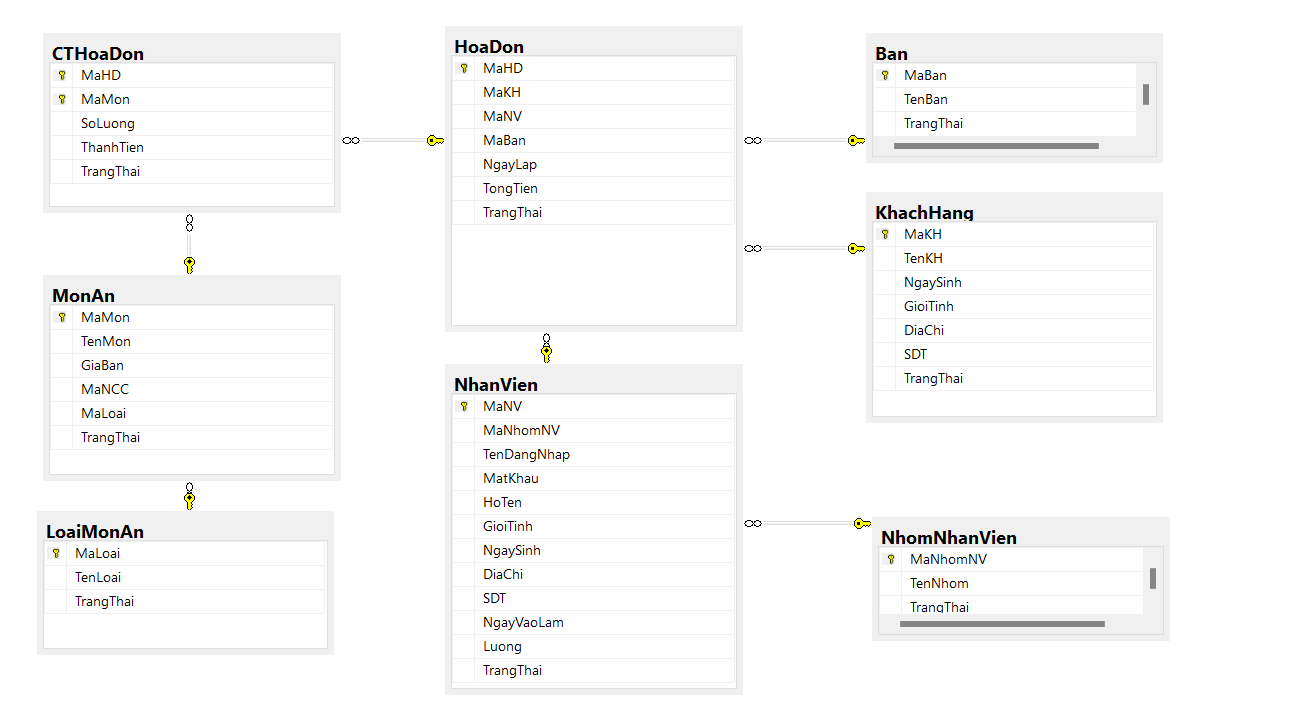 CTHoaDon
MaHD
MaMon
SoLuong
ThanhTien
TrangThai
HoaDon
MaHD
MaKH
MaNV
MaBan
NgayLap
TongTien
TrangThai
Ban
MaBan
TenBan
TrangThai
KhachHang
MaKH
TenKH
NgaySinh
GioiTinh
DiaChi
SDT
TrangThai
MonAn
MaMon
TenMon
GiaBan
MaNCC
MaLoai
TrangThai
NhanVien
MaNV
MaNhomNV
TenDangNhap
MatKhau
HoTen
GioiTinh
NgaySinh
DiaChi
SDT
NgayVaoLam
Luong
TrangThai
LoaiMonAn
MaLoai
TenLoai
TrangThai
NhomNhanVien
MaNhomNV
TenNhom
TrangThai